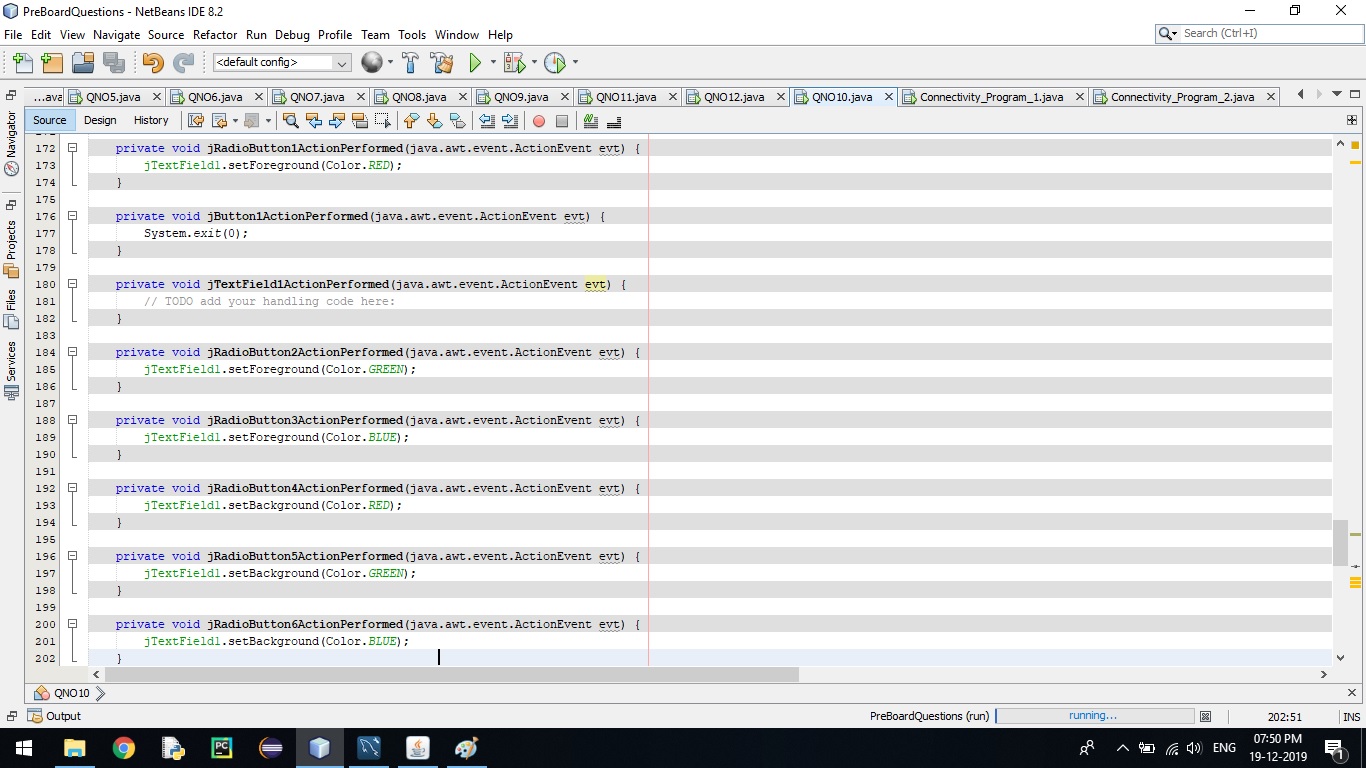 PreBoardQuestions - NetBeans IDE 8.2
File Edit View Navigate Source Refactor Run Debug Profile Team Tools Window Help
Search (Ctrl+I)
<default config>
...ava QNO5.java QNO6.java QNO7.java QNO8.java QNO9.java QNO11.java QNO12.java QNO10.java Connectivity_Program_1.java Connectivity_Program_2.java
Source Design History
Navigator
Projects
Files
Services
172 private void jRadioButton1ActionPerformed(java.awt.event.ActionEvent evt) {
173 jTextField1.setForeground(Color.RED);
174 }
175
176 private void jButton1ActionPerformed(java.awt.event.ActionEvent evt) {
177 System.exit(0);
178 }
179
180 private void jTextField1ActionPerformed(java.awt.event.ActionEvent evt) {
181 // TODO add your handling code here:
182 }
183
184 private void jRadioButton2ActionPerformed(java.awt.event.ActionEvent evt) {
185 jTextField1.setForeground(Color.GREEN);
186 }
187
188 private void jRadioButton3ActionPerformed(java.awt.event.ActionEvent evt) {
189 jTextField1.setForeground(Color.BLUE);
190 }
191
192 private void jRadioButton4ActionPerformed(java.awt.event.ActionEvent evt) {
193 jTextField1.setBackground(Color.RED);
194 }
195
196 private void jRadioButton5ActionPerformed(java.awt.event.ActionEvent evt) {
197 jTextField1.setBackground(Color.GREEN);
198 }
199
200 private void jRadioButton6ActionPerformed(java.awt.event.ActionEvent evt) {
201 jTextField1.setBackground(Color.BLUE);
202 }
QNO10
Output
PreBoardQuestions (run) running... 202:51 INS
PC
ENG
07:50 PM
19-12-2019
1